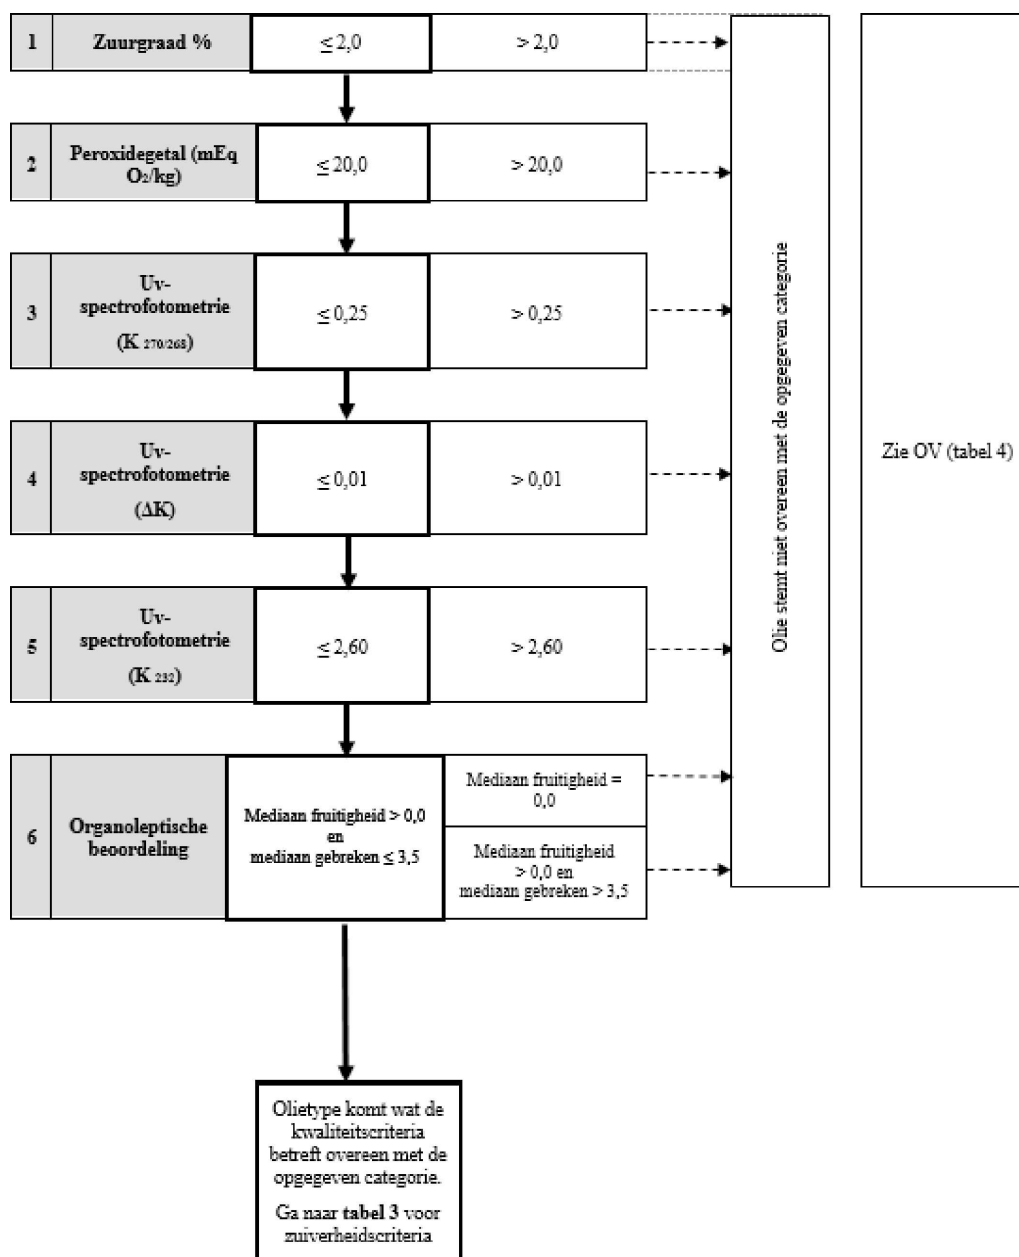 1 Zuurgraad % ≤ 2,0 > 2,0
2 Peroxidegetal (mEq
O₂/kg) ≤ 20,0 > 20,0
3 Uv-
spectrofotometrie
(K 270/268) ≤ 0,25 > 0,25
4 Uv-
spectrofotometrie
(ΔK) ≤ 0,01 > 0,01
5 Uv-
spectrofotometrie
(K 232) ≤ 2,60 > 2,60
6 Organoleptische
beoordeling
Mediaan fruitigheid > 0,0
en
mediaan gebreken ≤ 3,5
Mediaan fruitigheid =
0,0
Mediaan fruitigheid
> 0,0 en
mediaan gebreken > 3,5
Olie stemt niet overeen met de opgegeven categorie
Zie OV (tabel 4)
Olietype komt wat de
kwaliteitscriteria
betreft overeen met de
opgegeven categorie.
Ga naar tabel 3 voor
zuiverheidscriteria